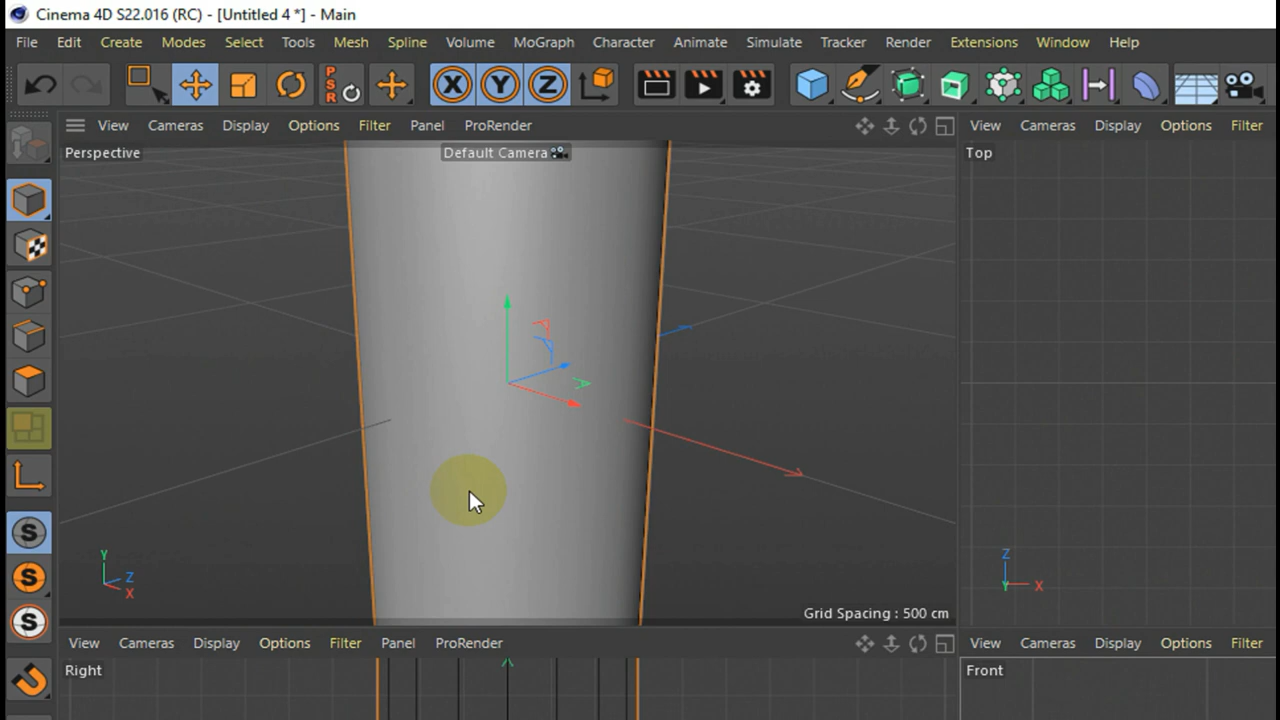 Cinema 4D S22.016 (RC) - [Untitled 4 *] - Main
File Edit Create Modes Select Tools Mesh Spline Volume MoGraph Character Animate Simulate Tracker Render Extensions Window Help
P S R X Y Z
View Cameras Display Options Filter Panel ProRender
View Cameras Display Options Filter
Perspective
Default Camera
Top
Y
Z
X
Z
Y
X
S
S
S
Grid Spacing : 500 cm
View Cameras Display Options Filter Panel ProRender
View Cameras Display Options Filter
Right
Front